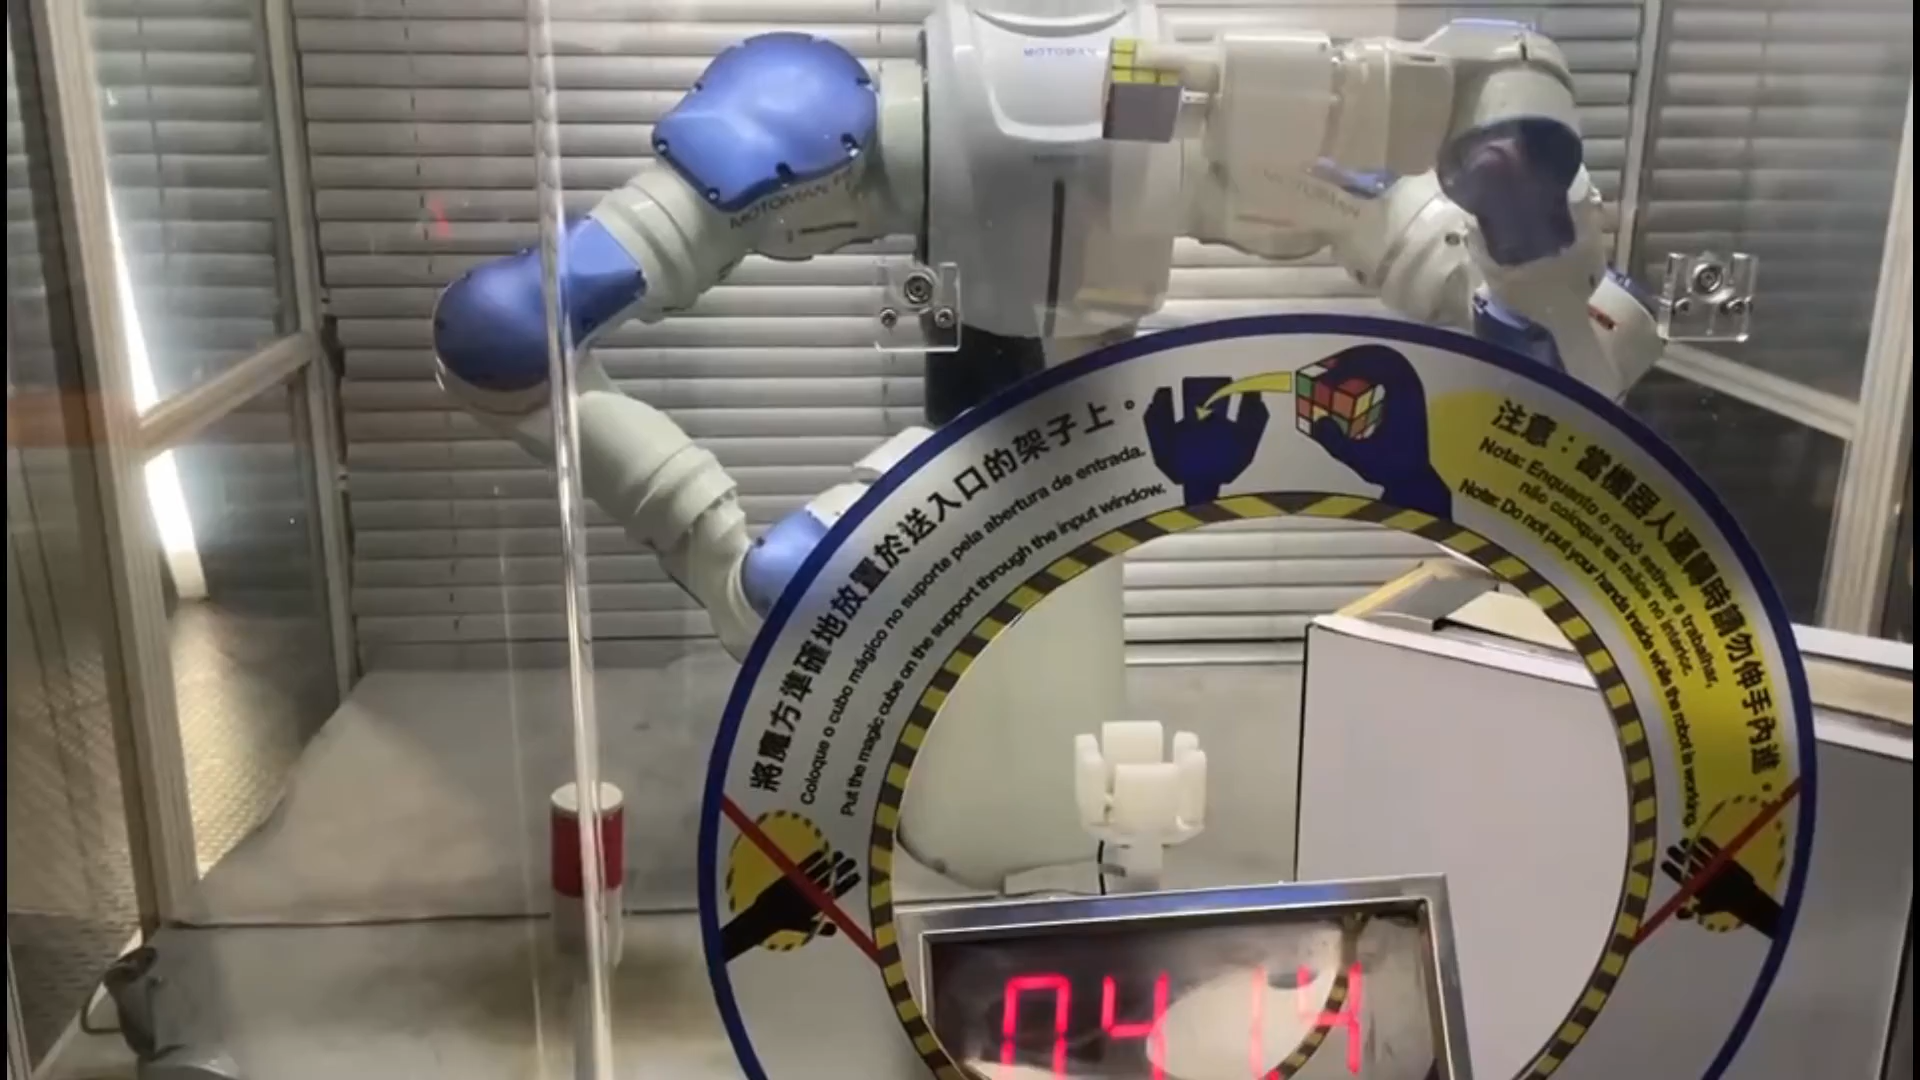 MOTOMAN
MOTOMAN
MOTOMAN
將魔方準確地放置於送入口的架子上。
Coloque o cubo mágico no suporte pela abertura de entrada.
Put the magic cube on the support through the input window.
注意：當機器人運轉時請勿伸手內進。
Nota: Enquanto o robô estiver a trabalhar,
não coloque as mãos no interior.
Note: Do not put your hands inside while the robot is working.
04 14